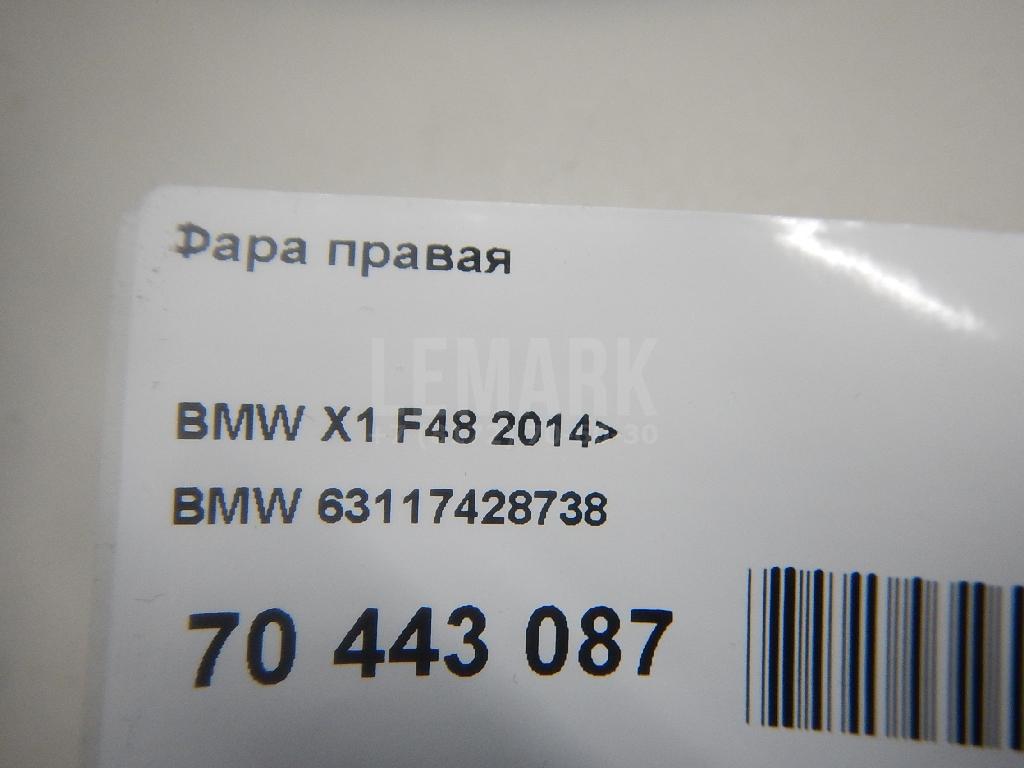 Фара правая
LEMARK
BMW X1 F48 2014>
BMW 63117428738
70 443 087